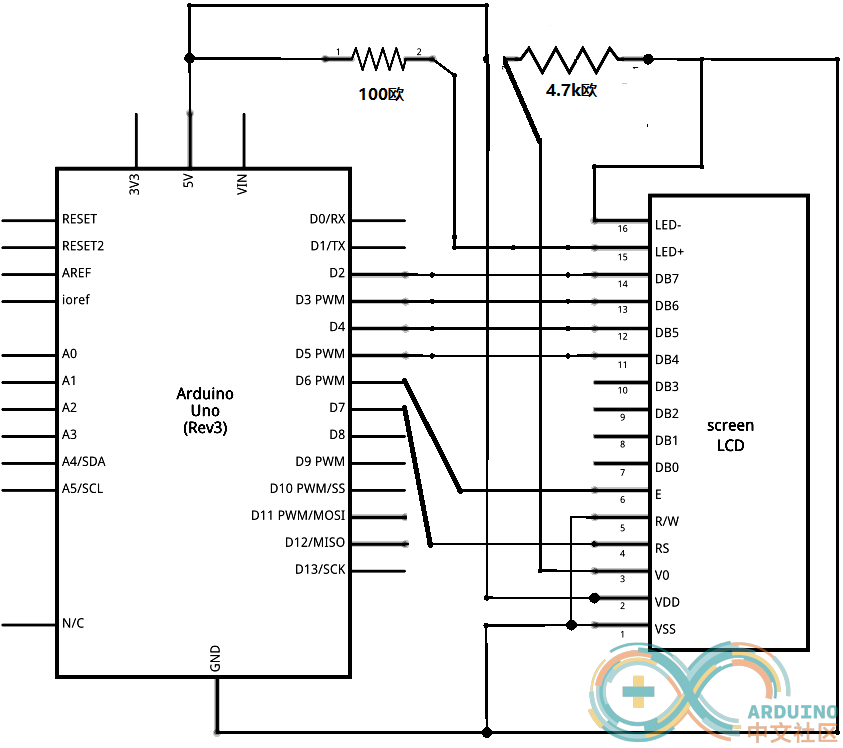 1
2
100欧
1
4.7k欧
3V3
5V
VIN
RESET
RESET2
AREF
ioref
A0
A1
A2
A3
A4/SDA
A5/SCL
N/C
Arduino
Uno
(Rev3)
D0/RX
D1/TX
D2
D3 PWM
D4
D5 PWM
D6 PWM
D7
D8
D9 PWM
D10 PWM/SS
D11 PWM/MOSI
D12/MISO
D13/SCK
GND
16
15
14
13
12
11
10
9
8
7
6
5
4
3
2
1
LED-
LED+
DB7
DB6
DB5
DB4
DB3
DB2
DB1
DB0
E
R/W
RS
V0
VDD
VSS
screen
LCD
ARDUINO
中文社区